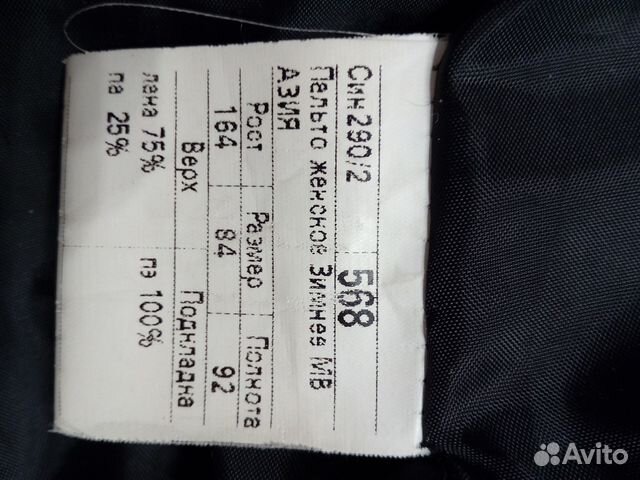 Син290/2 568
Пальто женское Зимнее МВ
АЗИЯ
Рост Размер Полнота
164 84 92
Верх Подкладка
лана 75% пэ 100%
па 25%
Avito